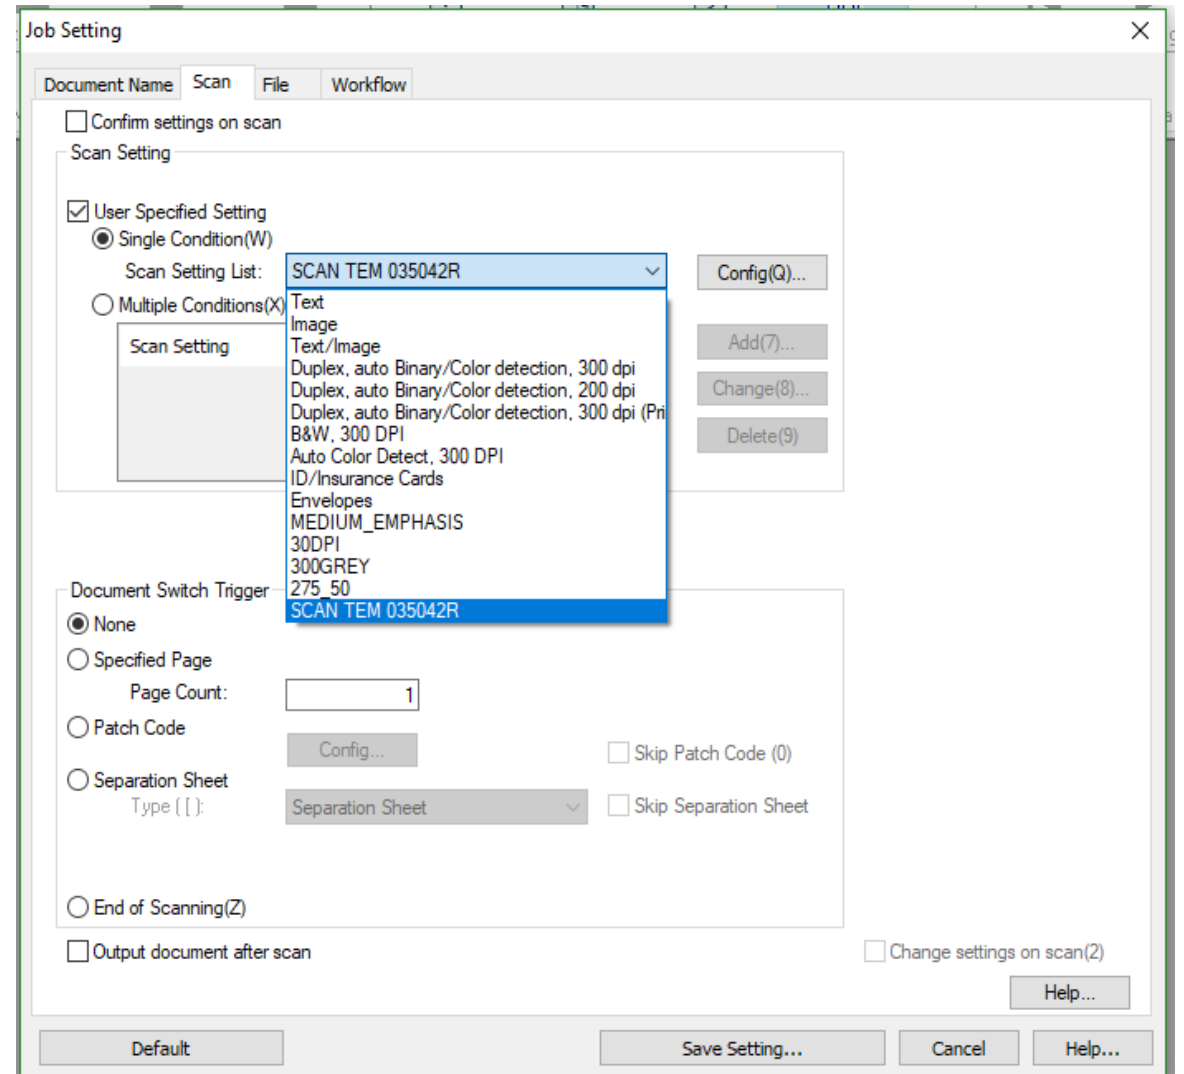 Job Setting
Document Name Scan File Workflow
Confirm settings on scan
Scan Setting
User Specified Setting
Single Condition(W)
Scan Setting List: SCAN TEM 035042R Config(Q)...
Multiple Conditions(X)
Text
Image
Text/Image
Duplex, auto Binary/Color detection, 300 dpi
Duplex, auto Binary/Color detection, 200 dpi
Duplex, auto Binary/Color detection, 300 dpi (Pri
B&W, 300 DPI
Auto Color Detect, 300 DPI
ID/Insurance Cards
Envelopes
MEDIUM_EMPHASIS
30DPI
300GREY
275_50
SCAN TEM 035042R
Scan Setting
Add(7)...
Change(8)...
Delete(9)
Document Switch Trigger
None
Specified Page
Page Count: 1
Patch Code
Config... Skip Patch Code (0)
Separation Sheet
Type ( [ ): Separation Sheet Skip Separation Sheet
End of Scanning(Z)
Output document after scan Change settings on scan(2)
Help...
Default Save Setting... Cancel Help...